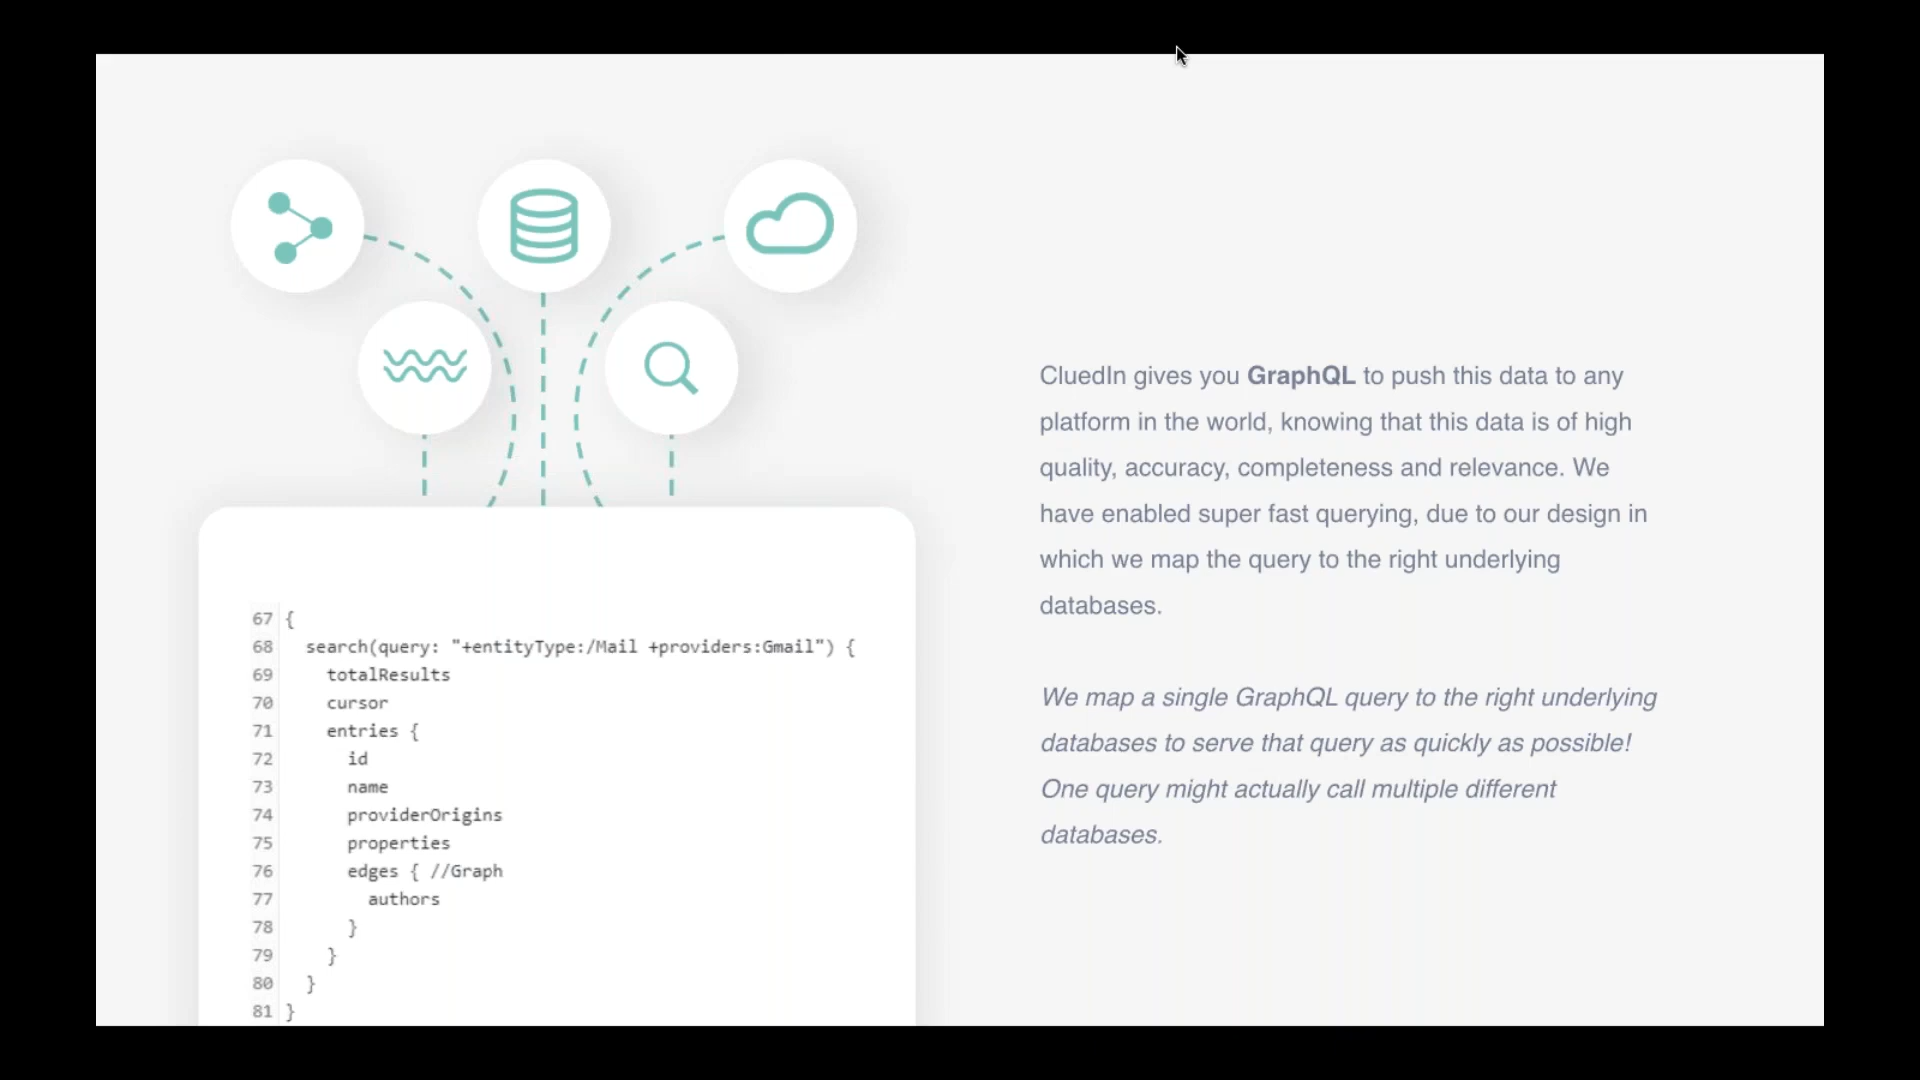 67 {
68 search(query: "+entityType:/Mail +providers:Gmail") {
69 totalResults
70 cursor
71 entries {
72 id
73 name
74 providerOrigins
75 properties
76 edges { //Graph
77 authors
78 }
79 }
80 }
81 }
CluedIn gives you GraphQL to push this data to any
platform in the world, knowing that this data is of high
quality, accuracy, completeness and relevance. We
have enabled super fast querying, due to our design in
which we map the query to the right underlying
databases.
We map a single GraphQL query to the right underlying
databases to serve that query as quickly as possible!
One query might actually call multiple different
databases.